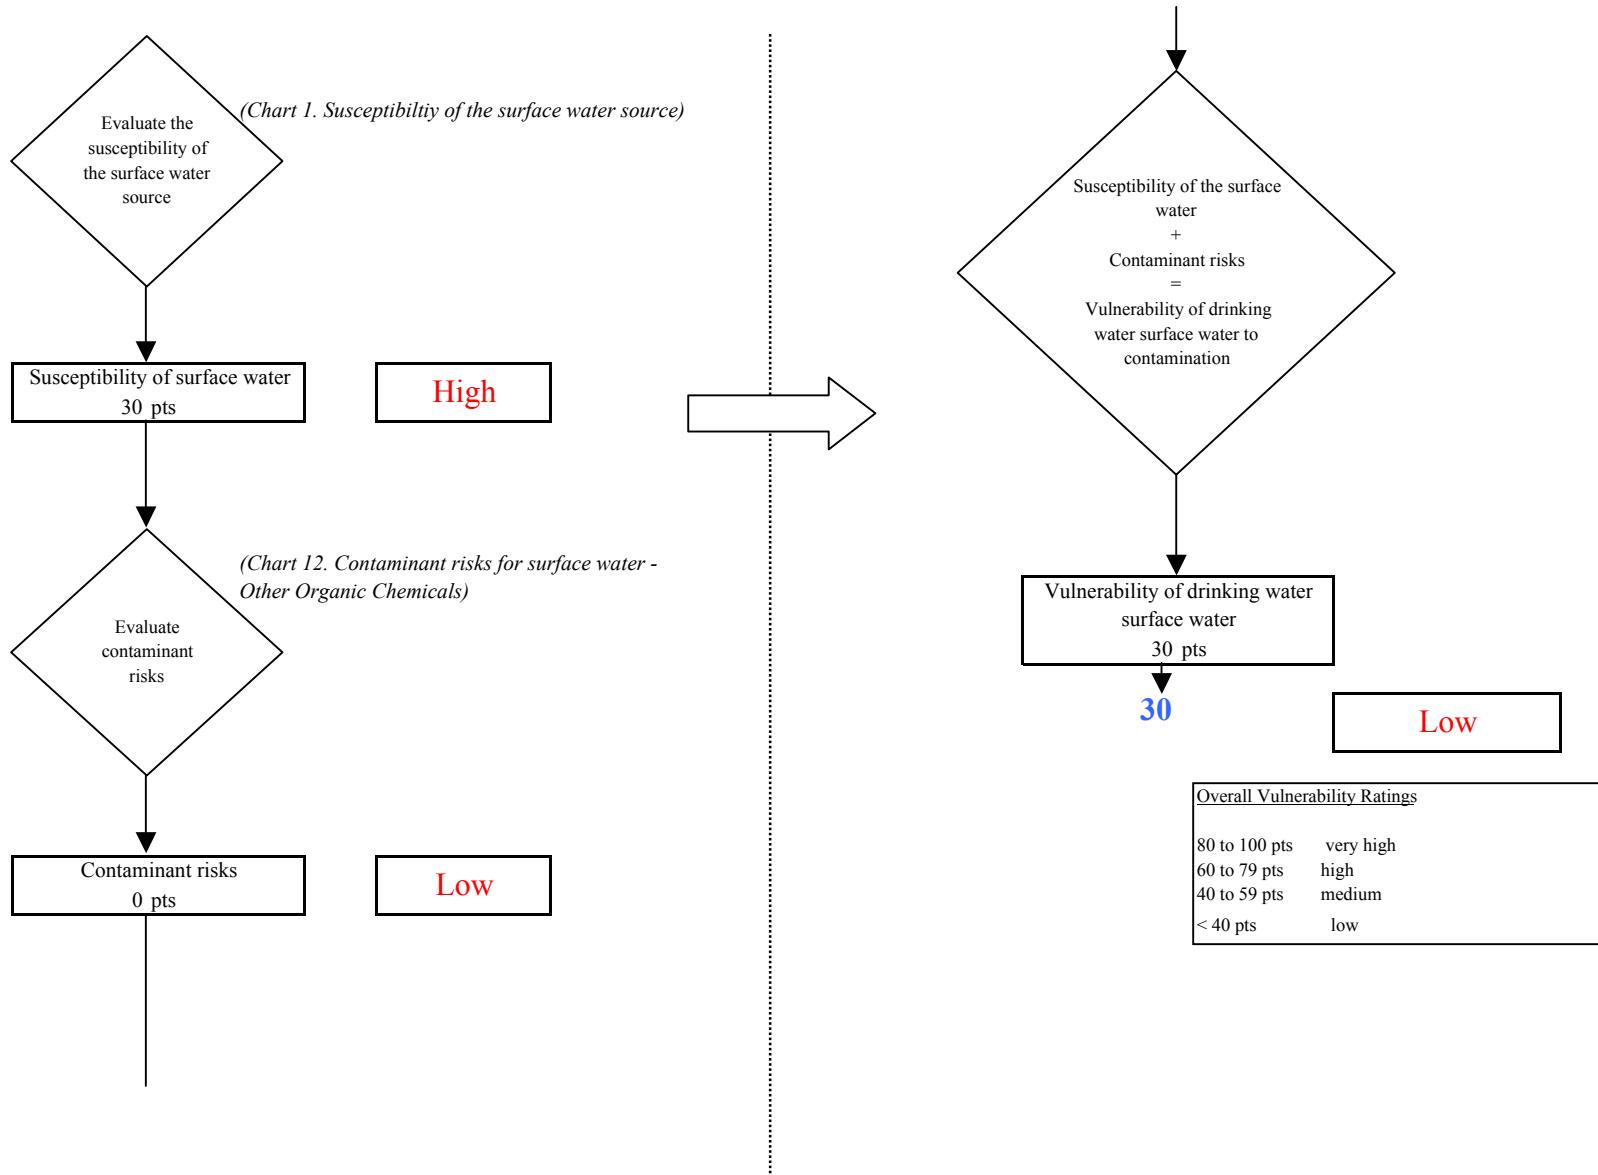 Evaluate the
susceptibility of
the surface water
source
(Chart 1. Susceptibiltiy of the surface water source)
Susceptibility of surface water
30 pts
High
(Chart 12. Contaminant risks for surface water -
Other Organic Chemicals)
Evaluate
contaminant
risks
Contaminant risks
0 pts
Low
Susceptibility of the surface
water
+
Contaminant risks
=
Vulnerability of drinking
water surface water to
contamination
Vulnerability of drinking water
surface water
30 pts
30
Low
Overall Vulnerability Ratings
80 to 100 pts very high
60 to 79 pts high
40 to 59 pts medium
< 40 pts low